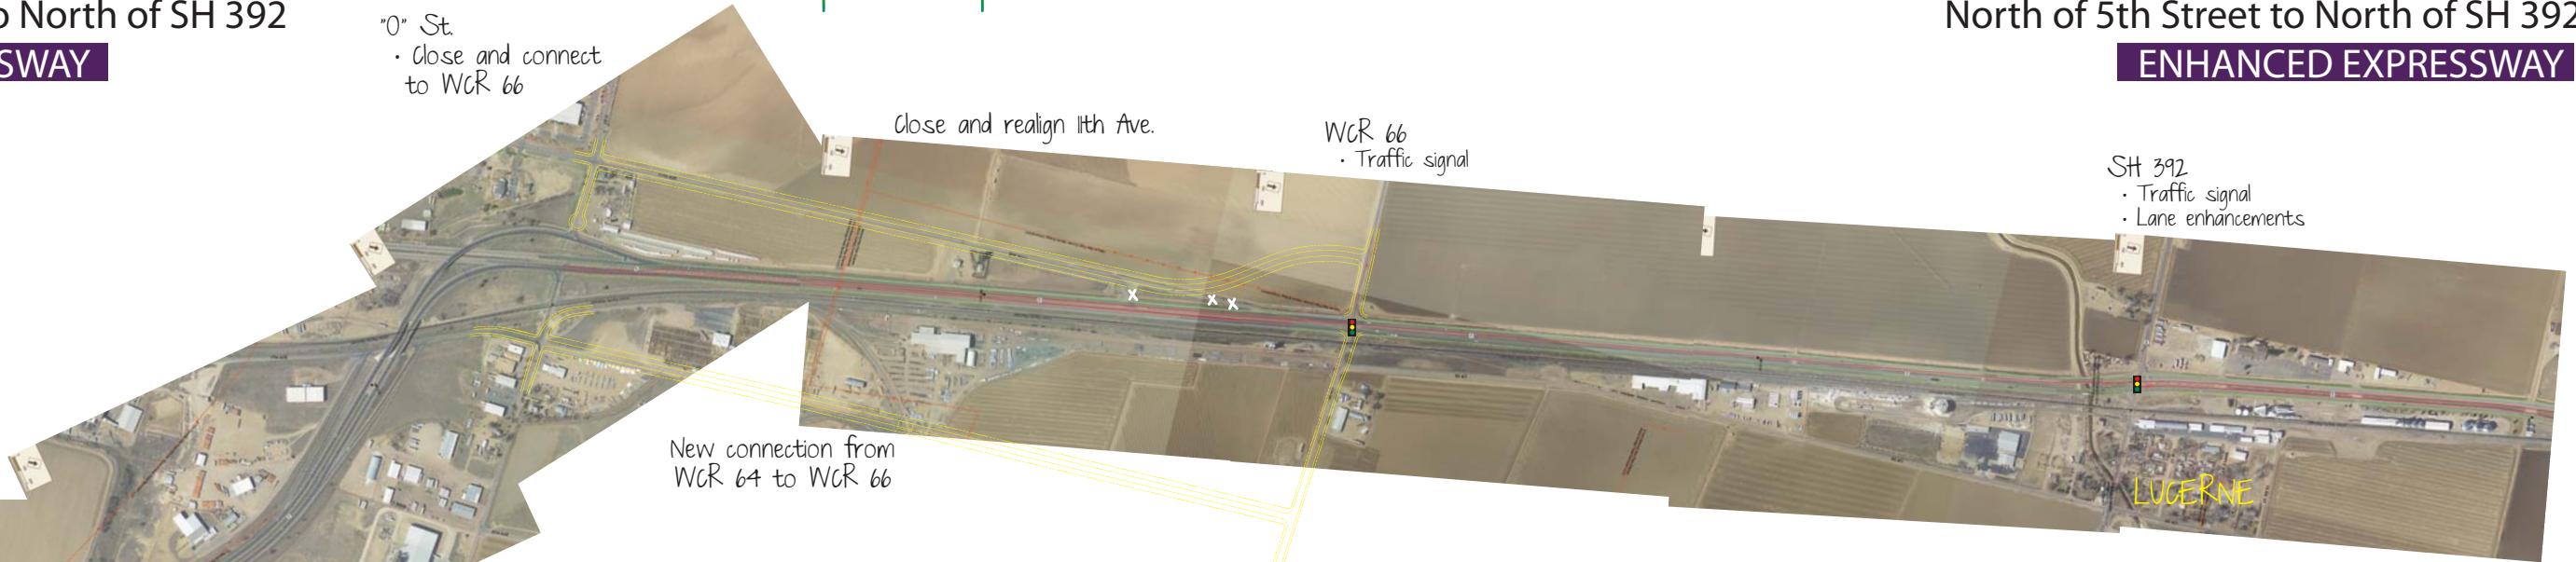 o North of SH 392
SWAY
"O" St.
· Close and connect
to WCR 66
North of 5th Street to North of SH 392
ENHANCED EXPRESSWAY
Close and realign 11th Ave.
WCR 66
· Traffic signal
SH 392
· Traffic signal
· Lane enhancements
New connection from
WCR 64 to WCR 66
LUCERNE